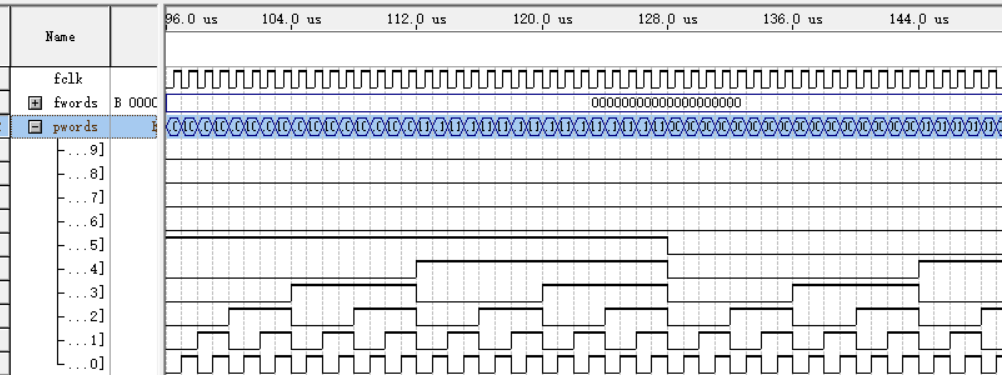 96.0 us 104.0 us 112.0 us 120.0 us 128.0 us 136.0 us 144.0 us
Name
fclk
fwords B 0000 00000000000000000000
pwords
...9]
...8]
...7]
...6]
...5]
...4]
...3]
...2]
...1]
...0]